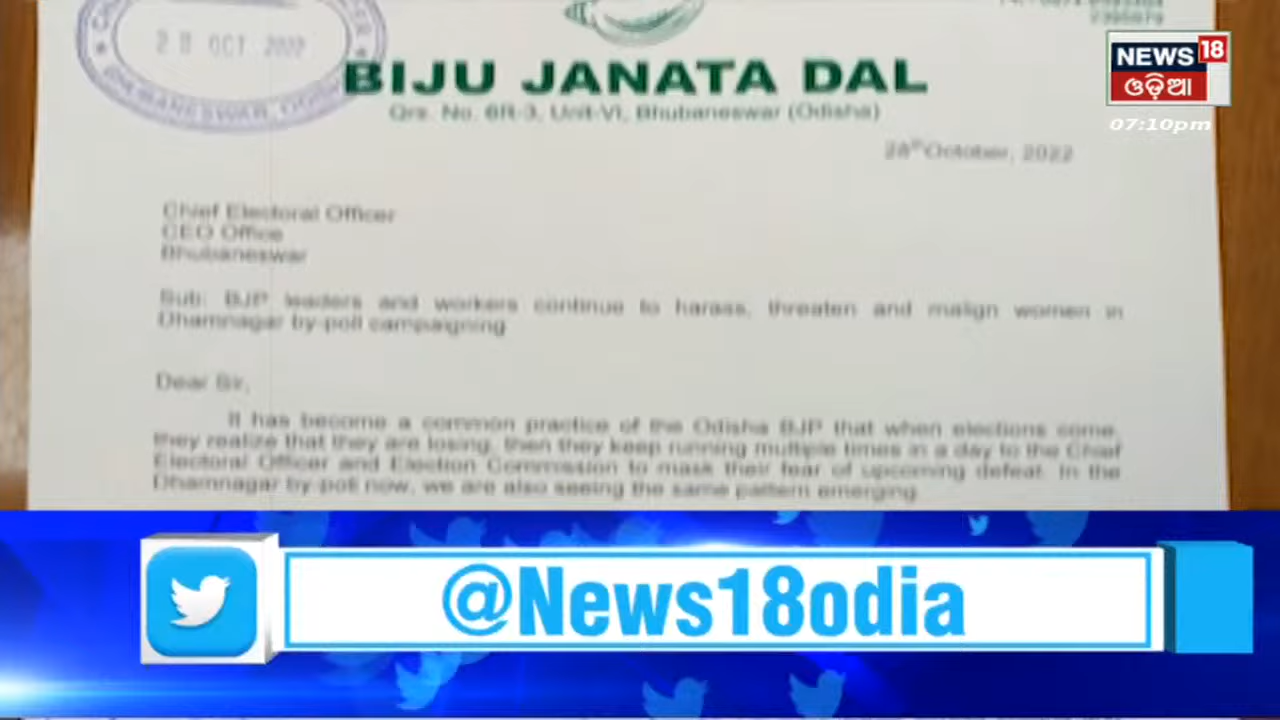 28 OCT 2022
BHUBANESWAR, ODISHA
BIJU JANATA DAL
Qrs. No. 6R-3, Unit-VI, Bhubaneswar (Odisha)
28th October, 2022
NEWS 18
ଓଡ଼ିଆ
07:10pm
Chief Electoral Officer
CEO Office
Bhubaneswar
Sub: BJP leaders and workers continue to harass, threaten and malign women in
Dhamnagar by-poll campaigning
Dear Sir,
It has become a common practice of the Odisha BJP that when elections come,
they realize that they are losing, then they keep running multiple times in a day to the Chief
Electoral Officer and Election Commission to mask their fear of upcoming defeat. In the
Dhamnagar by-poll now, we are also seeing the same pattern emerging.
@News18odia